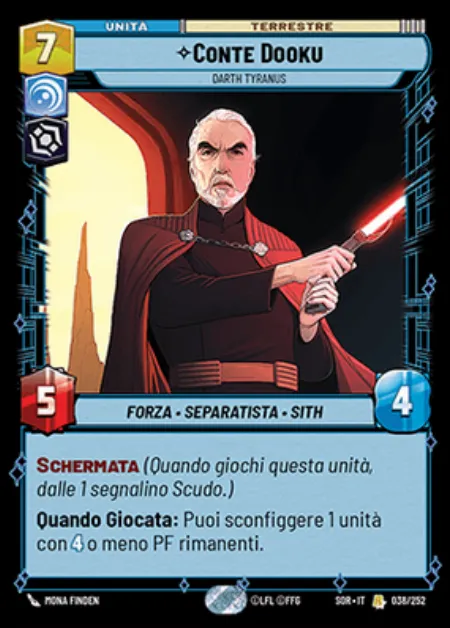 7
UNITÀ
TERRESTRE
CONTE DOOKU
DARTH TYRANUS
5
FORZA • SEPARATISTA • SITH
4
SCHERMATA (Quando giochi questa unità,
dalle 1 segnalino Scudo.)
Quando Giocata: Puoi sconfiggere 1 unità
con 4 o meno PF rimanenti.
MONA FINDEN
©LFL ©FFG
SOR • IT
R
038/252